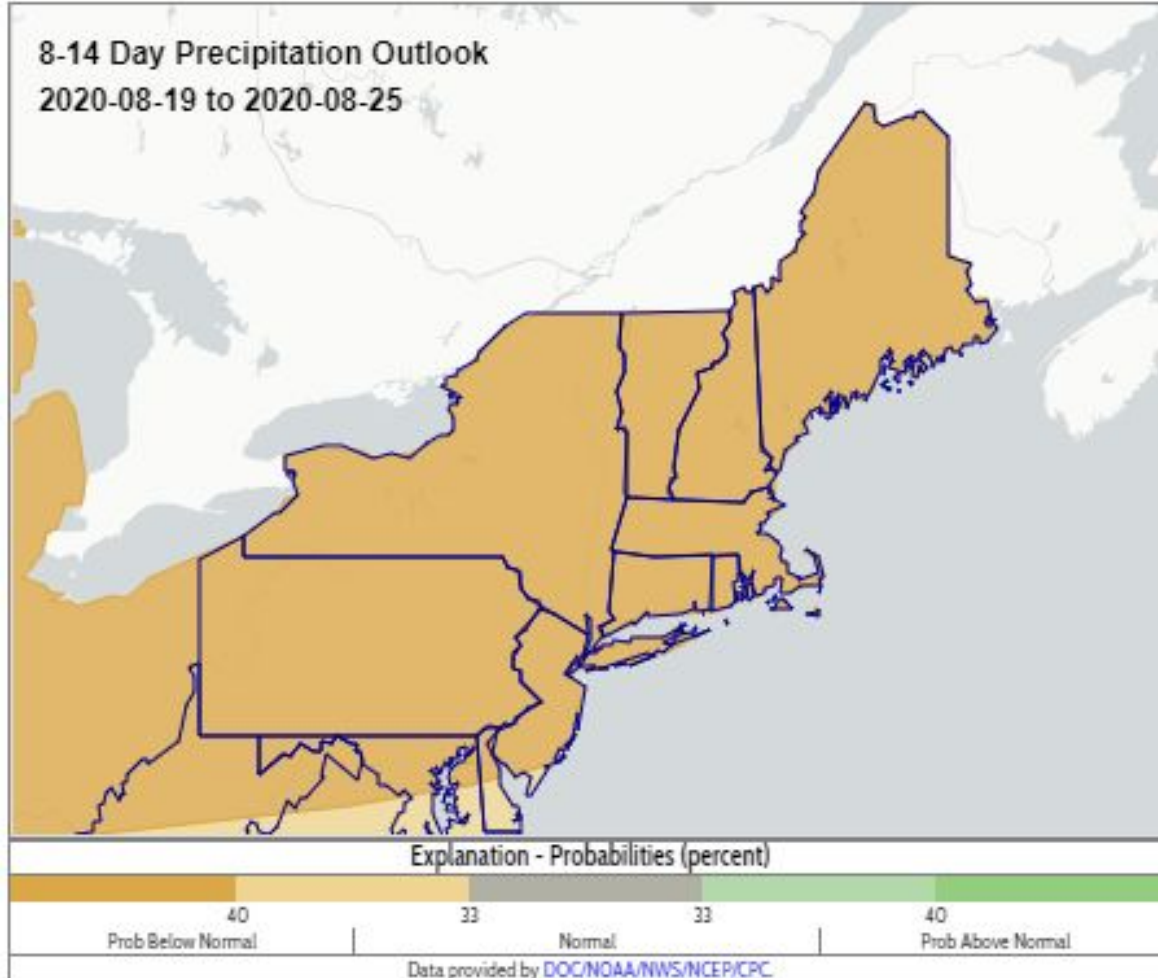 8-14 Day Precipitation Outlook
2020-08-19 to 2020-08-25
Explanation - Probabilities (percent)
40 33 33 40
Prob Below Normal Normal Prob Above Normal
Data provided by DOC/NOAA/NWS/NCEP/CPC.